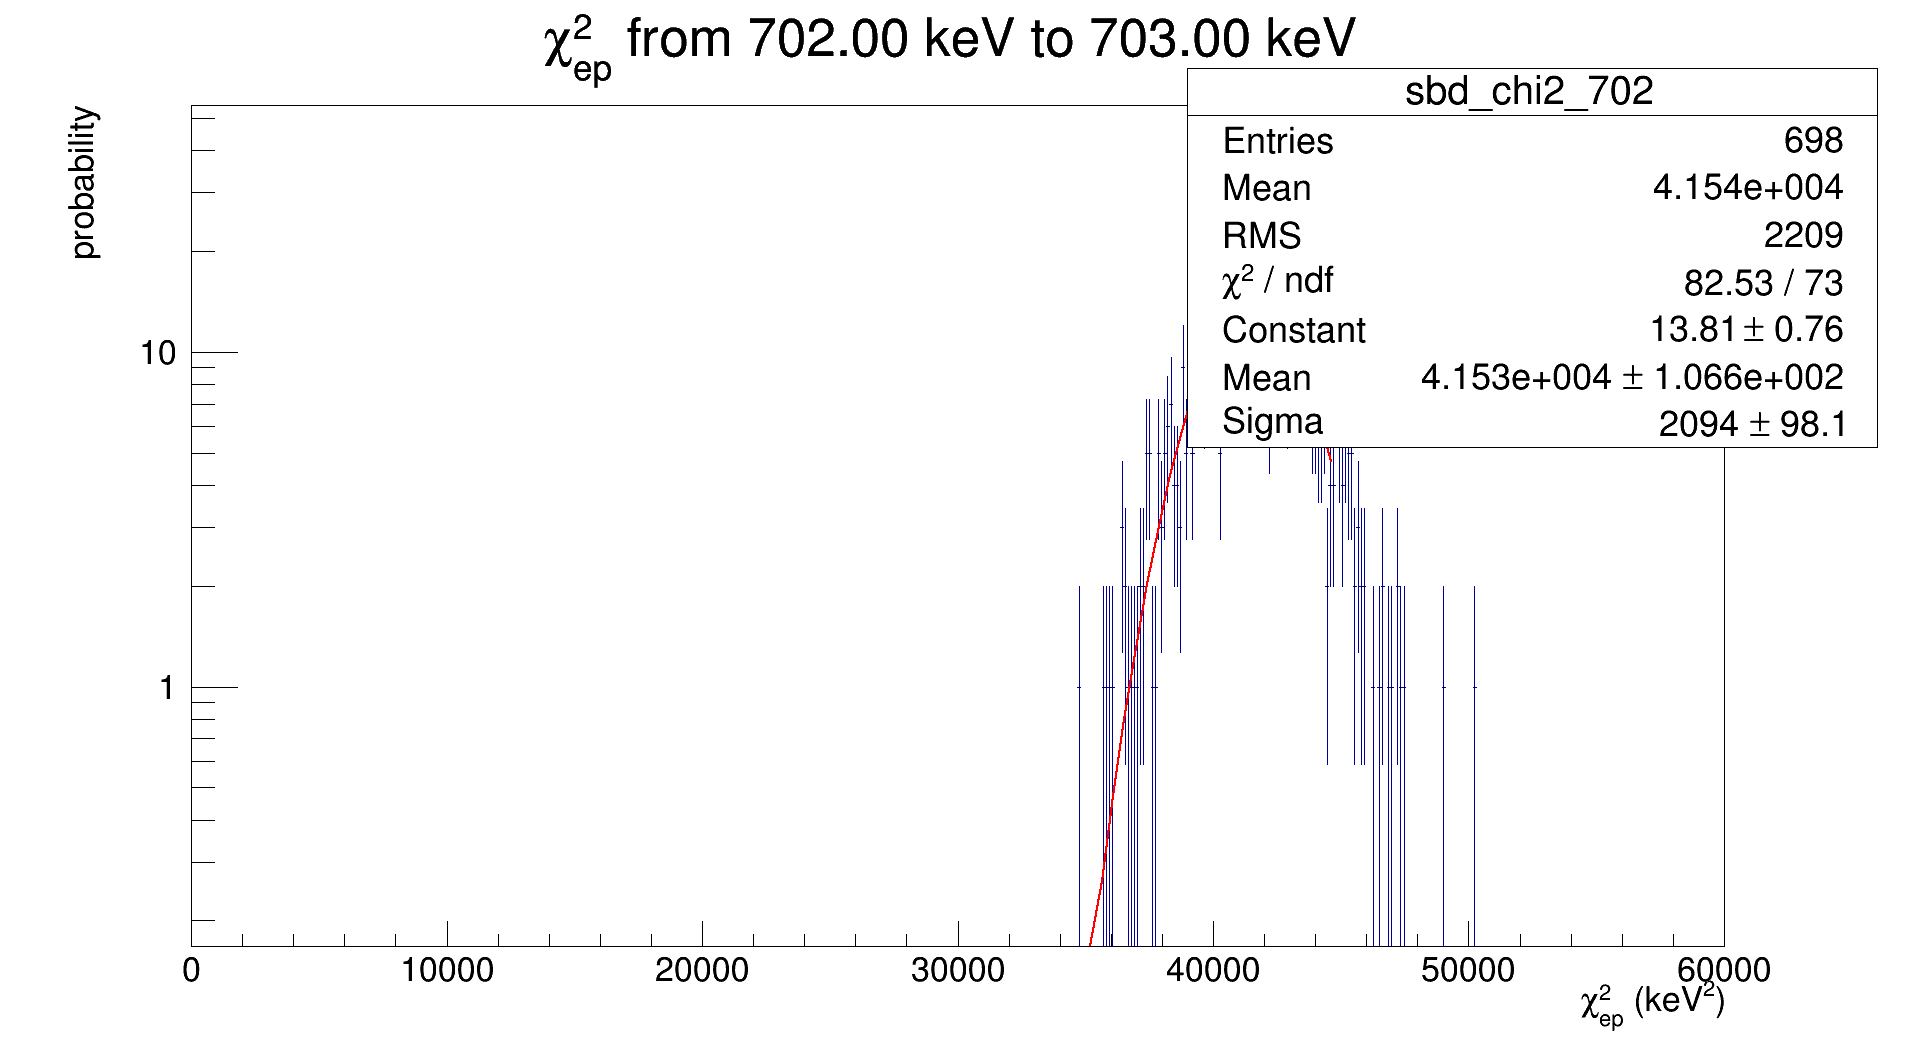 χ²ep from 702.00 keV to 703.00 keV
sbd_chi2_702
Entries 698
Mean 4.154e+004
RMS 2209
χ² / ndf 82.53 / 73
Constant 13.81 ± 0.76
Mean 4.153e+004 ± 1.066e+002
Sigma 2094 ± 98.1
probability
10
1
0 10000 20000 30000 40000 50000 60000
χ²ep (keV²)